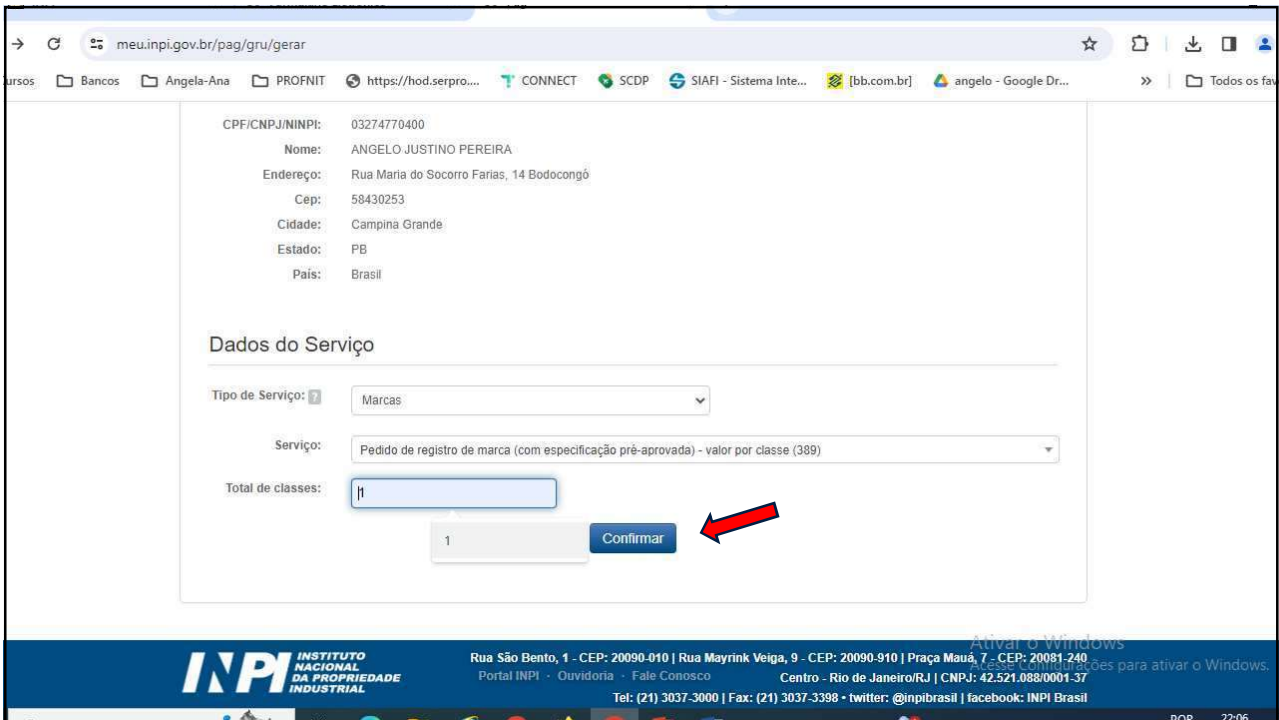 meu.inpi.gov.br/pag/gru/gerar
ursos Bancos Angela-Ana PROFNIT https://hod.serpro.... CONNECT SCDP SIAFI - Sistema Inte... [bb.com.br] angelo - Google Dr... » Todos os fav
CPF/CNPJ/NINPI: 03274770400
Nome: ANGELO JUSTINO PEREIRA
Endereço: Rua Maria do Socorro Farias, 14 Bodocongó
Cep: 58430253
Cidade: Campina Grande
Estado: PB
País: Brasil
Dados do Serviço
Tipo de Serviço: ? Marcas
Serviço: Pedido de registro de marca (com especificação pré-aprovada) - valor por classe (389)
Total de classes: 1
1 Confirmar
Ativar o Windows
Acesse Configurações para ativar o Windows.
INPI INSTITUTO NACIONAL DA PROPRIEDADE INDUSTRIAL
Rua São Bento, 1 - CEP: 20090-010 | Rua Mayrink Veiga, 9 - CEP: 20090-910 | Praça Mauá, 7 - CEP: 20081-240
Portal INPI · Ouvidoria · Fale Conosco Centro - Rio de Janeiro/RJ | CNPJ: 42.521.088/0001-37
Tel: (21) 3037-3000 | Fax: (21) 3037-3398 • twitter: @inpibrasil | facebook: INPI Brasil
POR 22:06